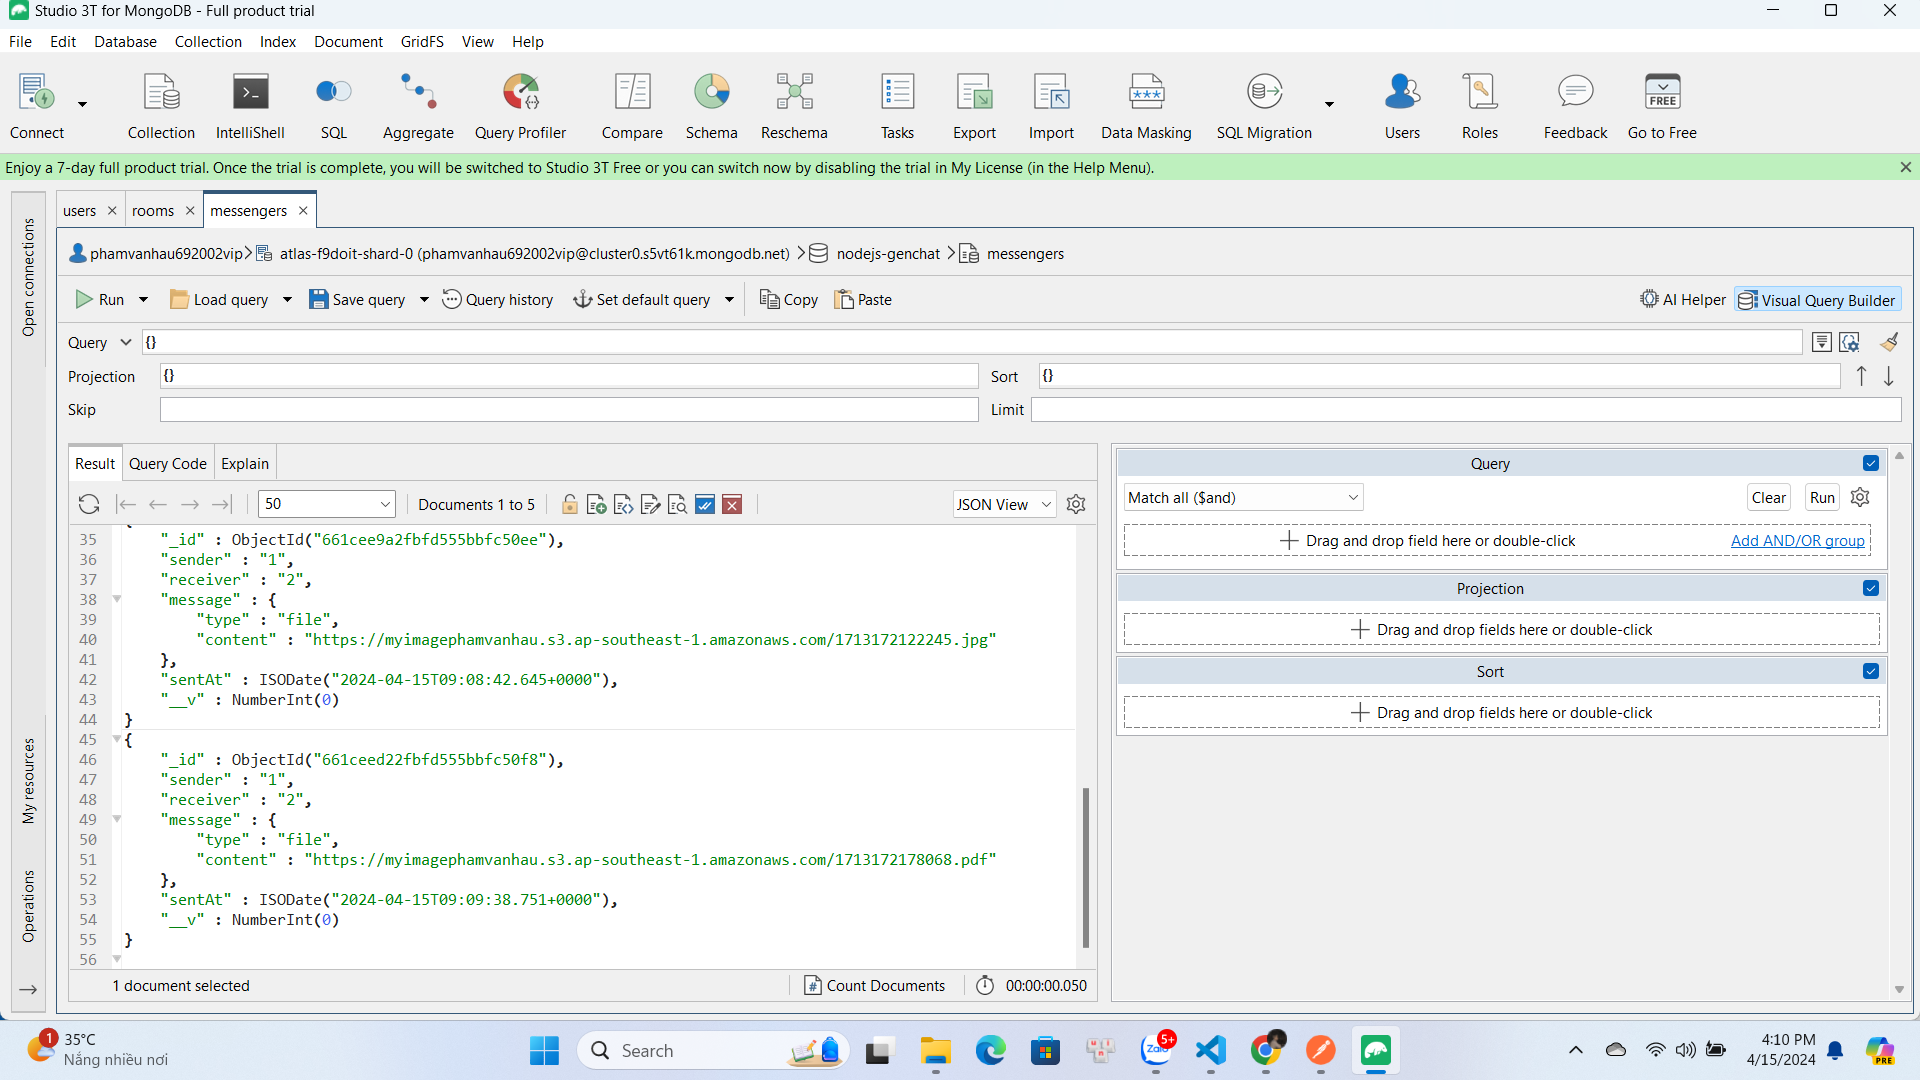 Studio 3T for MongoDB - Full product trial
File Edit Database Collection Index Document GridFS View Help
Connect Collection IntelliShell SQL Aggregate Query Profiler Compare Schema Reschema Tasks Export Import Data Masking SQL Migration Users Roles Feedback Go to Free
Enjoy a 7-day full product trial. Once the trial is complete, you will be switched to Studio 3T Free or you can switch now by disabling the trial in My License (in the Help Menu).
Open connections
My resources
Operations
users rooms messengers
phamvanhau692002vip atlas-f9doit-shard-0 (phamvanhau692002vip@cluster0.s5vt61k.mongodb.net) nodejs-genchat messengers
Run Load query Save query Query history Set default query Copy Paste AI Helper Visual Query Builder
Query {}
Projection {} Sort {}
Skip Limit
Result Query Code Explain
50 Documents 1 to 5 JSON View
35 "_id" : ObjectId("661cee9a2fbfd555bbfc50ee"),
36 "sender" : "1",
37 "receiver" : "2",
38 "message" : {
39 "type" : "file",
40 "content" : "https://myimagephamvanhau.s3.ap-southeast-1.amazonaws.com/1713172122245.jpg"
41 },
42 "sentAt" : ISODate("2024-04-15T09:08:42.645+0000"),
43 "__v" : NumberInt(0)
44 }
45 {
46 "_id" : ObjectId("661ceed22fbfd555bbfc50f8"),
47 "sender" : "1",
48 "receiver" : "2",
49 "message" : {
50 "type" : "file",
51 "content" : "https://myimagephamvanhau.s3.ap-southeast-1.amazonaws.com/1713172178068.pdf"
52 },
53 "sentAt" : ISODate("2024-04-15T09:09:38.751+0000"),
54 "__v" : NumberInt(0)
55 }
56
1 document selected Count Documents 00:00:00.050
Query
Match all ($and) Clear Run
Drag and drop field here or double-click Add AND/OR group
Projection
Drag and drop fields here or double-click
Sort
Drag and drop fields here or double-click
1
35°C
Nắng nhiều nơi
Search
Zalo
5+
4:10 PM
4/15/2024
PRE